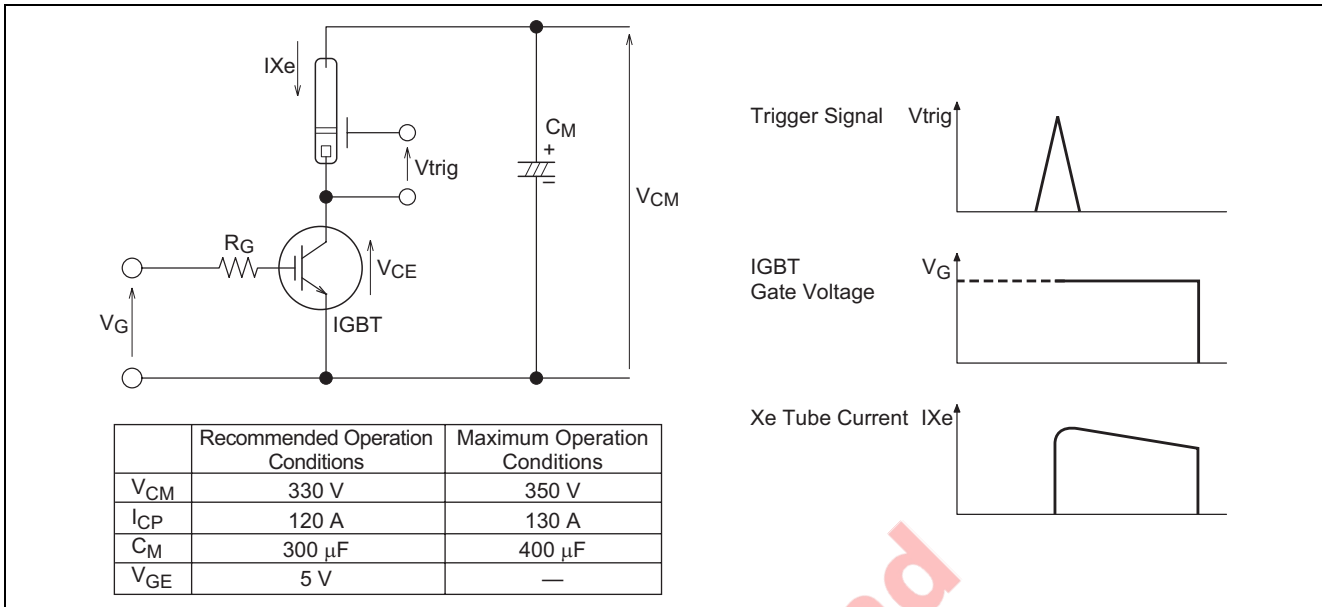 IXe
Vtrig
CM
+
–
VCM
RG
VCE
VG
IGBT
Recommended Operation Conditions Maximum Operation Conditions
VCM 330 V 350 V
ICP 120 A 130 A
CM 300 μF 400 μF
VGE 5 V —
Trigger Signal Vtrig
IGBT
Gate Voltage VG
Xe Tube Current IXe